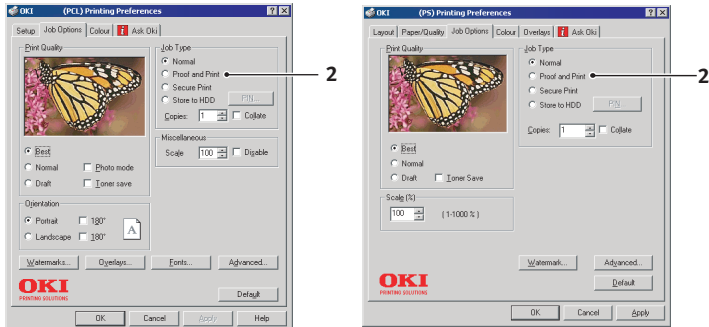 OKI (PCL) Printing Preferences
Setup Job Options Colour Ask Oki
Print Quality
Best
Normal Photo mode
Draft Toner save
Orientation
Portrait 180°
Landscape 180°
A
Job Type
Normal
Proof and Print
Secure Print
Store to HDD PIN...
Copies: 1 Collate
Miscellaneous
Scale 100 Disable
Watermarks... Overlays... Fonts... Advanced...
OKI
PRINTING SOLUTIONS
Default
OK Cancel Apply Help
2
OKI (PS) Printing Preferences
Layout Paper/Quality Job Options Colour Overlays Ask Oki
Print Quality
Best
Normal
Draft Toner Save
Scale (%)
100 (1-1000 %)
Job Type
Normal
Proof and Print
Secure Print
Store to HDD PIN
Copies: 1 Collate
Watermark... Advanced...
OKI
PRINTING SOLUTIONS
Default
OK Cancel Apply
2